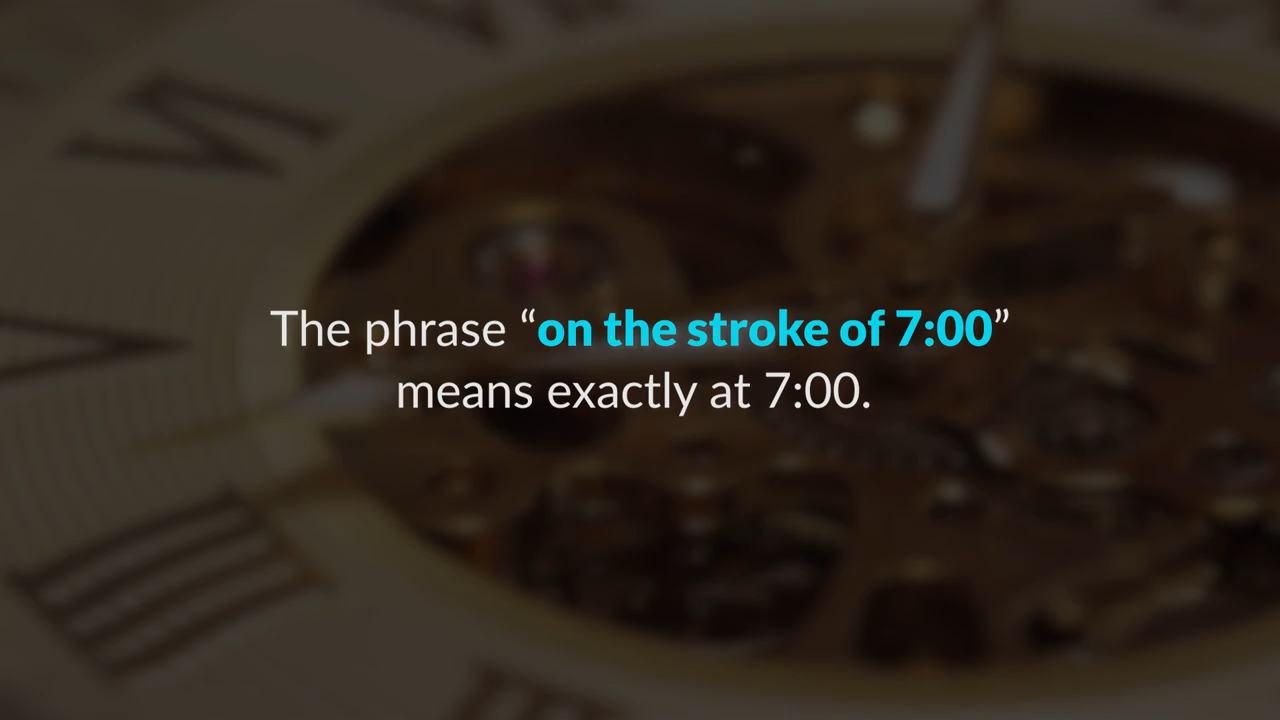 The phrase “on the stroke of 7:00”
means exactly at 7:00.